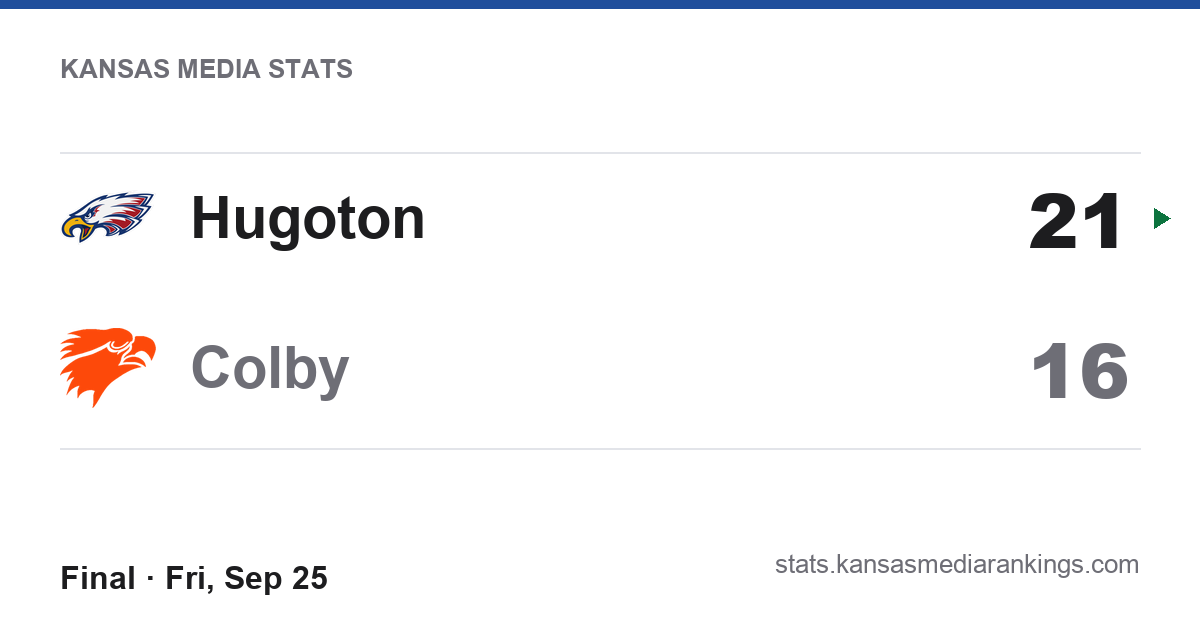 KANSAS MEDIA STATS
Hugoton 21
Colby 16
Final · Fri, Sep 25
stats.kansasmediarankings.com